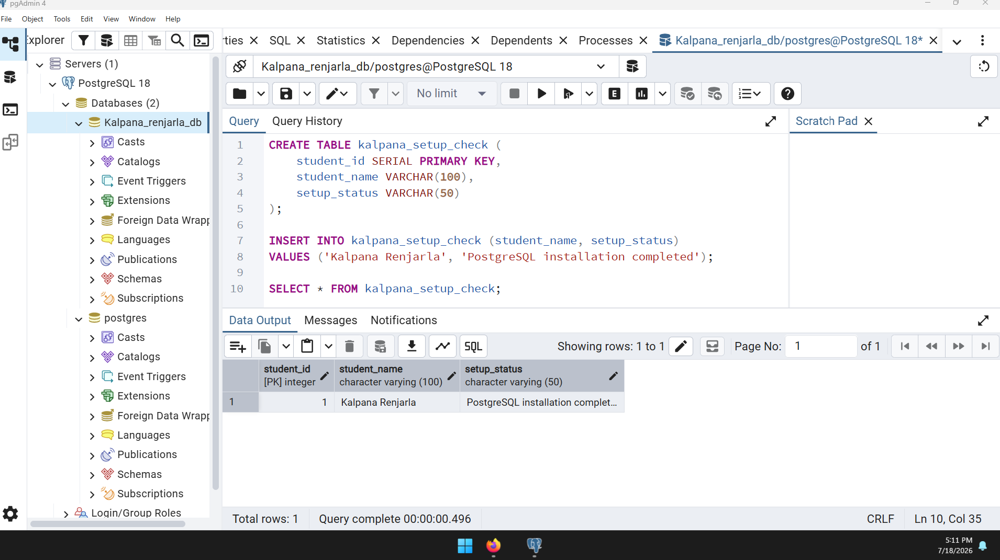 pgAdmin 4
File Object Tools Edit View Window Help
xplorer
rties SQL Statistics Dependencies Dependents Processes Kalpana_renjarla_db/postgres@PostgreSQL 18*
Servers (1)
PostgreSQL 18
Databases (2)
Kalpana_renjarla_db
Casts
Catalogs
Event Triggers
Extensions
Foreign Data Wrapp
Languages
Publications
Schemas
Subscriptions
postgres
Casts
Catalogs
Event Triggers
Extensions
Foreign Data Wrapp
Languages
Publications
Schemas
Subscriptions
Login/Group Roles
Kalpana_renjarla_db/postgres@PostgreSQL 18
No limit
E
Query Query History
Scratch Pad
1 CREATE TABLE kalpana_setup_check (
2 student_id SERIAL PRIMARY KEY,
3 student_name VARCHAR(100),
4 setup_status VARCHAR(50)
5 );
6
7 INSERT INTO kalpana_setup_check (student_name, setup_status)
8 VALUES ('Kalpana Renjarla', 'PostgreSQL installation completed');
9
10 SELECT * FROM kalpana_setup_check;
Data Output Messages Notifications
SQL Showing rows: 1 to 1 Page No: 1 of 1
student_id student_name setup_status
[PK] integer character varying (100) character varying (50)
1 1 Kalpana Renjarla PostgreSQL installation complet...
Total rows: 1 Query complete 00:00:00.496 CRLF Ln 10, Col 35
5:11 PM
7/18/2026